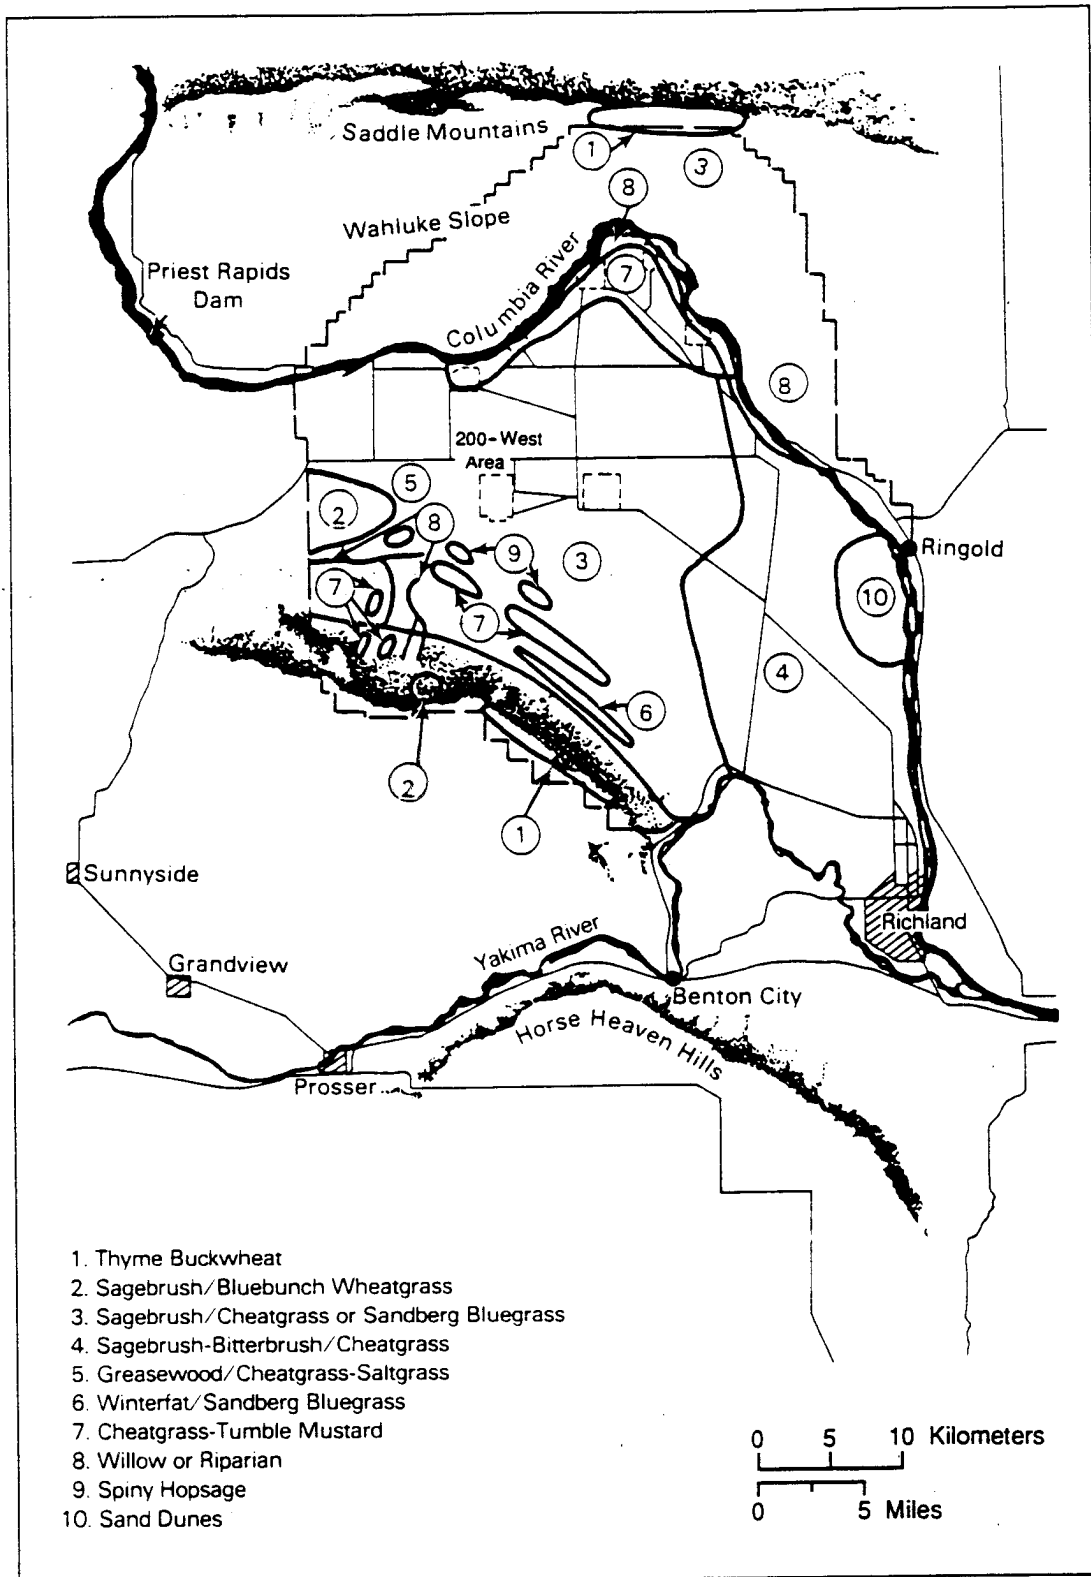 Saddle Mountains
1
3
8
Wahluke Slope
Columbia River
7
Priest Rapids
Dam
8
200-West
Area
5
2
8
9
3
Ringold
10
7
7
4
6
2
1
Sunnyside
Richland
Yakima River
Grandview
Benton City
Horse Heaven Hills
Prosser
1. Thyme Buckwheat
2. Sagebrush/Bluebunch Wheatgrass
3. Sagebrush/Cheatgrass or Sandberg Bluegrass
4. Sagebrush-Bitterbrush/Cheatgrass
5. Greasewood/Cheatgrass-Saltgrass
6. Winterfat/Sandberg Bluegrass
7. Cheatgrass-Tumble Mustard
8. Willow or Riparian
9. Spiny Hopsage
10. Sand Dunes
0 5 10 Kilometers
0 5 Miles